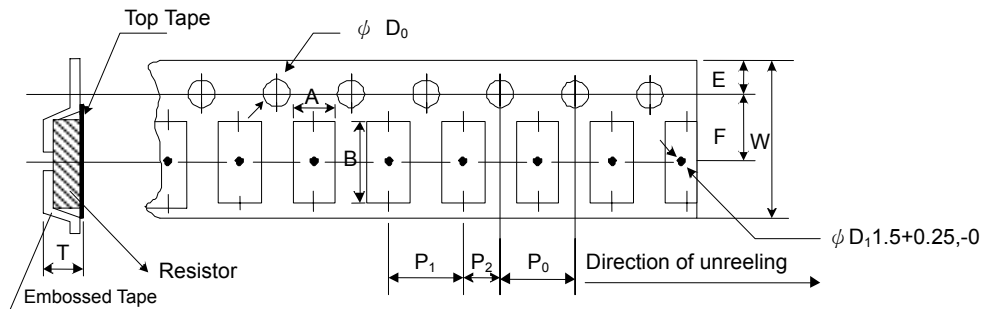 Top Tape
ϕ D₀
E
A
F
W
B
ϕ D₁ 1.5+0.25,-0
T
P₁
P₂
P₀
Direction of unreeling
Resistor
Embossed Tape